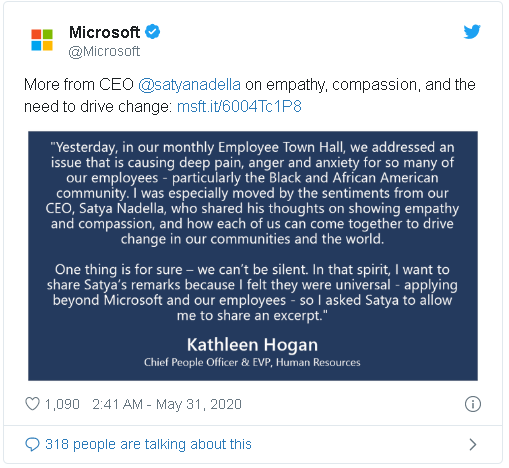 Microsoft
@Microsoft
More from CEO @satyanadella on empathy, compassion, and the
need to drive change: msft.it/6004Tc1P8
"Yesterday, in our monthly Employee Town Hall, we addressed an
issue that is causing deep pain, anger and anxiety for so many of
our employees - particularly the Black and African American
community. I was especially moved by the sentiments from our
CEO, Satya Nadella, who shared his thoughts on showing empathy
and compassion, and how each of us can come together to drive
change in our communities and the world.
One thing is for sure – we can't be silent. In that spirit, I want to
share Satya's remarks because I felt they were universal - applying
beyond Microsoft and our employees - so I asked Satya to allow
me to share an excerpt."
Kathleen Hogan
Chief People Officer & EVP, Human Resources
1,090 2:41 AM - May 31, 2020
318 people are talking about this